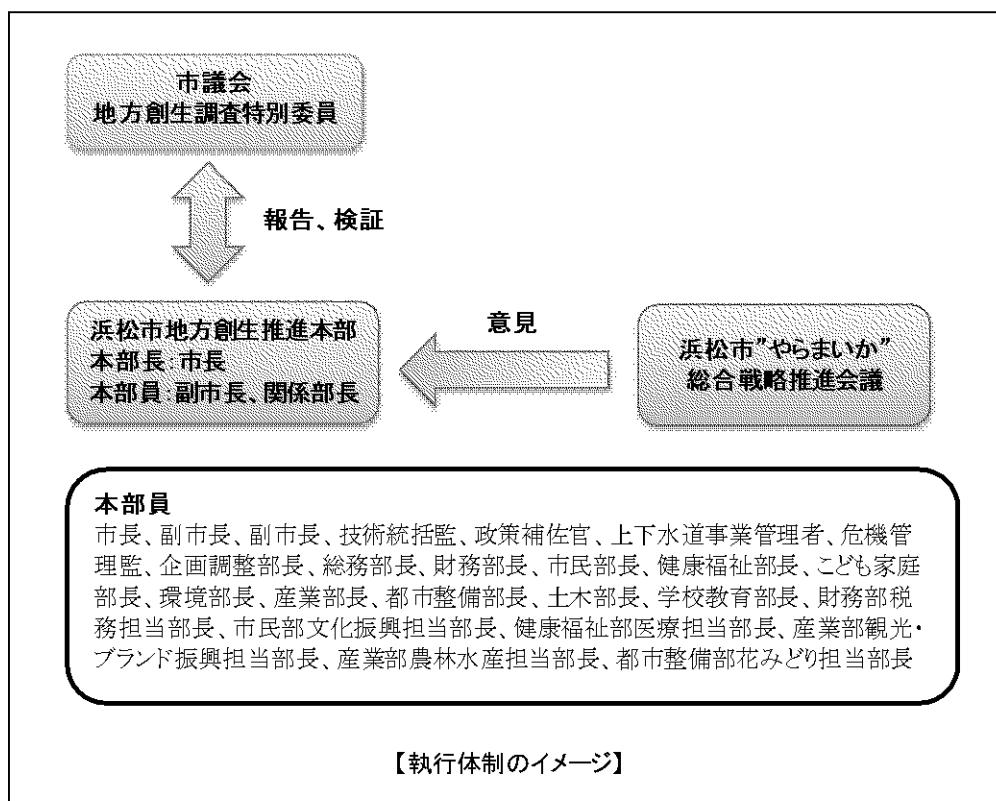 市議会
地方創生調査特別委員
報告、検証
浜松市地方創生推進本部
本部長：市長
本部員：副市長、関係部長
意見
浜松市”やらまいか”
総合戦略推進会議
本部員
市長、副市長、副市長、技術統括監、政策補佐官、上下水道事業管理者、危機管
理監、企画調整部長、総務部長、財務部長、市民部長、健康福祉部長、こども家庭
部長、環境部長、産業部長、都市整備部長、土木部長、学校教育部長、財務部税
務担当部長、市民部文化振興担当部長、健康福祉部医療担当部長、産業部観光・
ブランド振興担当部長、産業部農林水産担当部長、都市整備部花みどり担当部長
【執行体制のイメージ】